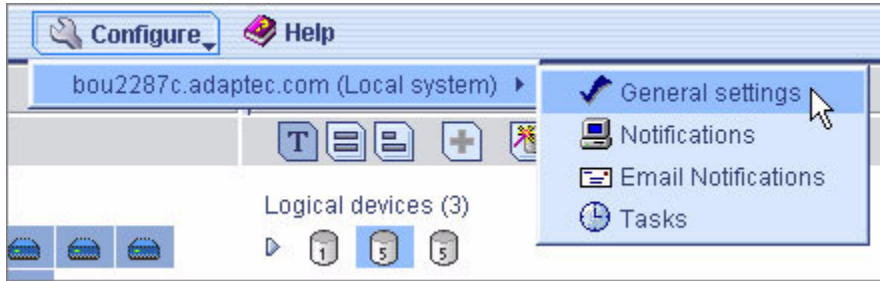 Configure Help
bou2287c.adaptec.com (Local system)
General settings
Notifications
Email Notifications
Tasks
T
Logical devices (3)
1 5 5